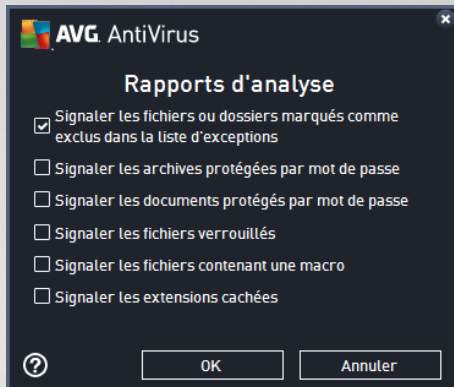 AVG. AntiVirus
Rapports d'analyse
Signaler les fichiers ou dossiers marqués comme
exclus dans la liste d'exceptions
Signaler les archives protégées par mot de passe
Signaler les documents protégés par mot de passe
Signaler les fichiers verrouillés
Signaler les fichiers contenant une macro
Signaler les extensions cachées
? OK Annuler